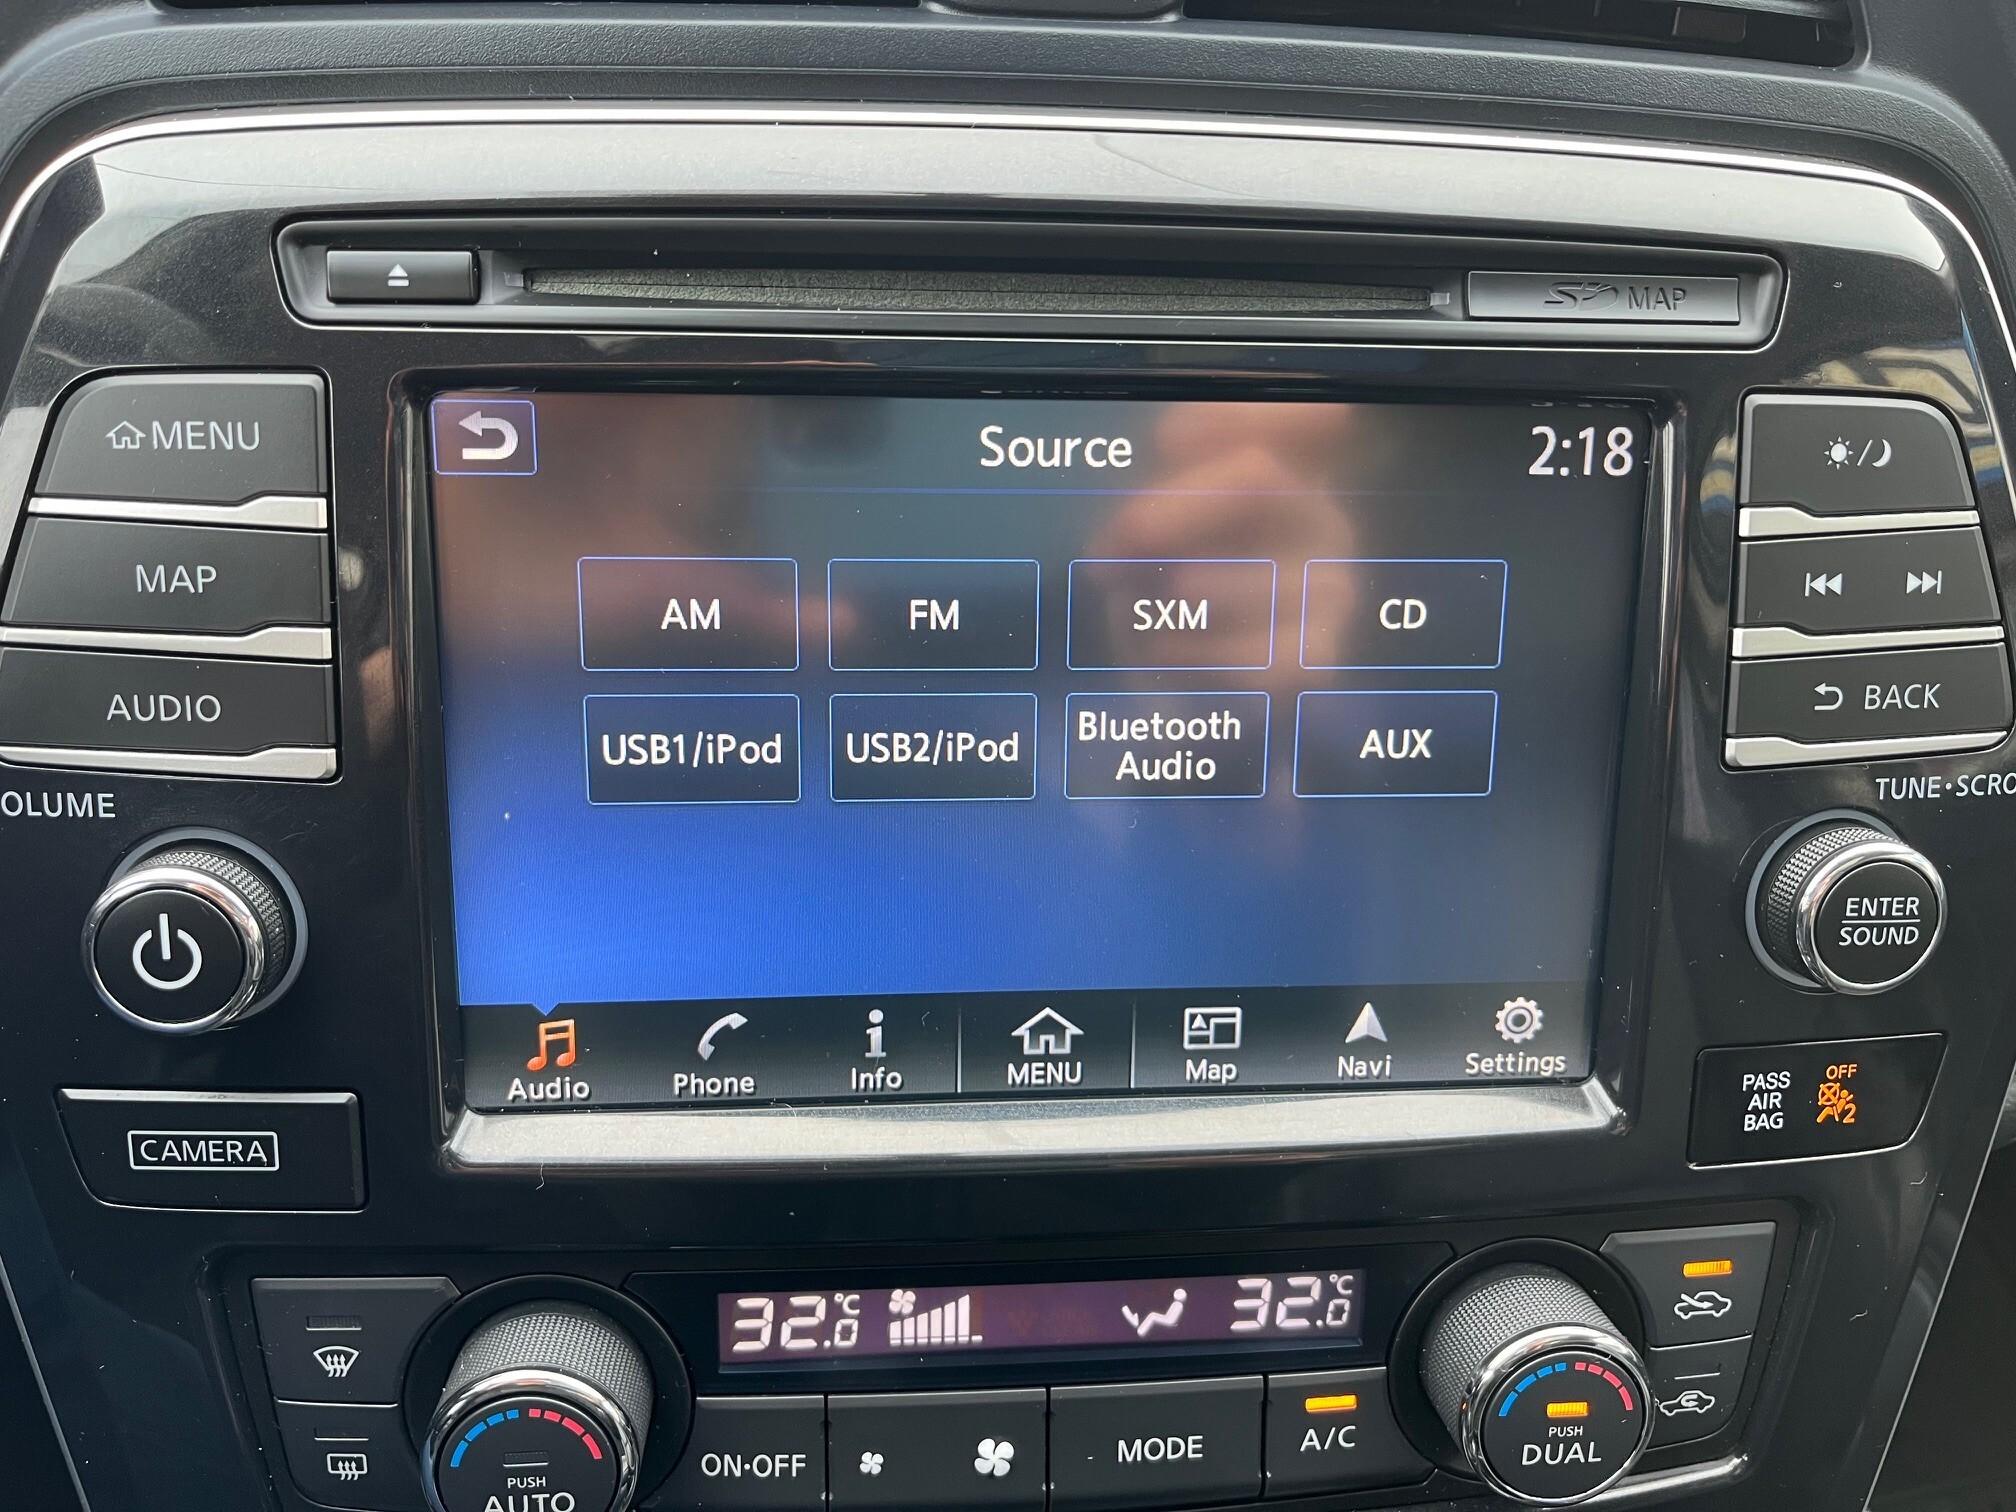 SD MAP
MENU
MAP
AUDIO
OLUME
CAMERA
Source
2:18
AM
FM
SXM
CD
USB1/iPod
USB2/iPod
Bluetooth
Audio
AUX
Audio
Phone
Info
MENU
Map
Navi
Settings
BACK
TUNE•SCRO
ENTER
SOUND
PASS
AIR
BAG
OFF
2
32.0°C
32.0°C
PUSH
AUTO
ON•OFF
MODE
A/C
PUSH
DUAL